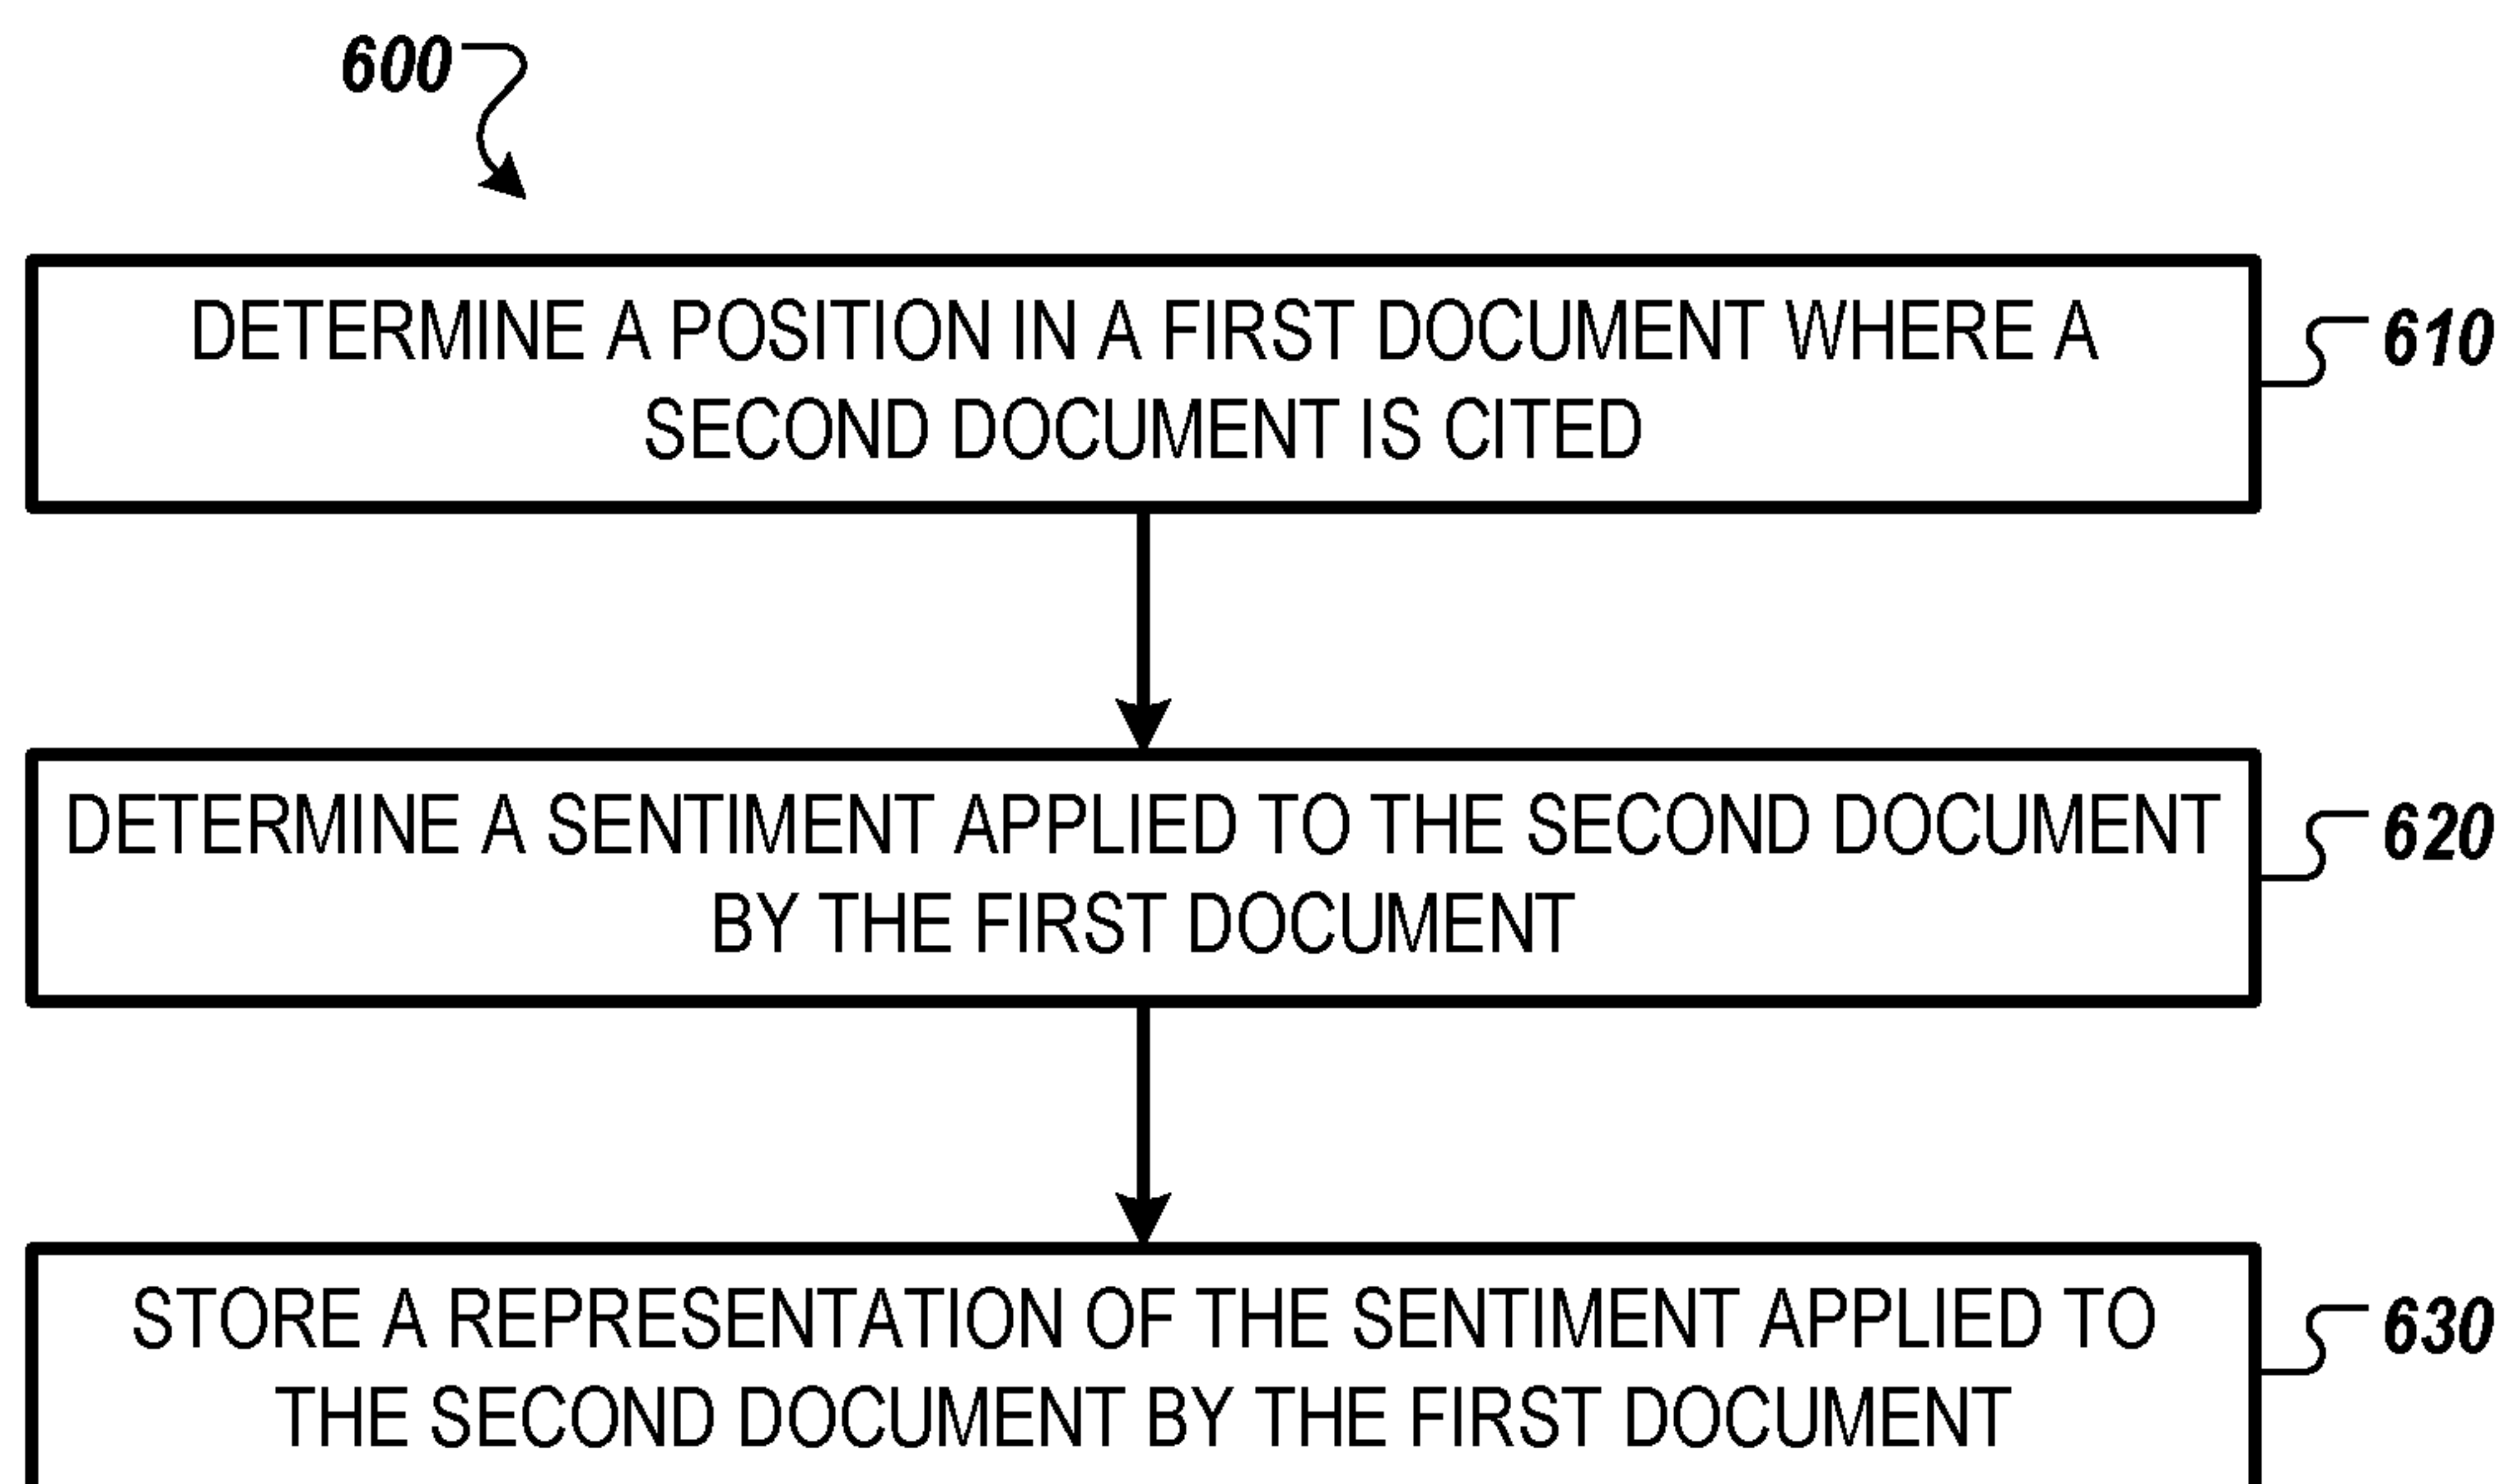 600
DETERMINE A POSITION IN A FIRST DOCUMENT WHERE A
SECOND DOCUMENT IS CITED
610
DETERMINE A SENTIMENT APPLIED TO THE SECOND DOCUMENT
BY THE FIRST DOCUMENT
620
STORE A REPRESENTATION OF THE SENTIMENT APPLIED TO
THE SECOND DOCUMENT BY THE FIRST DOCUMENT
630